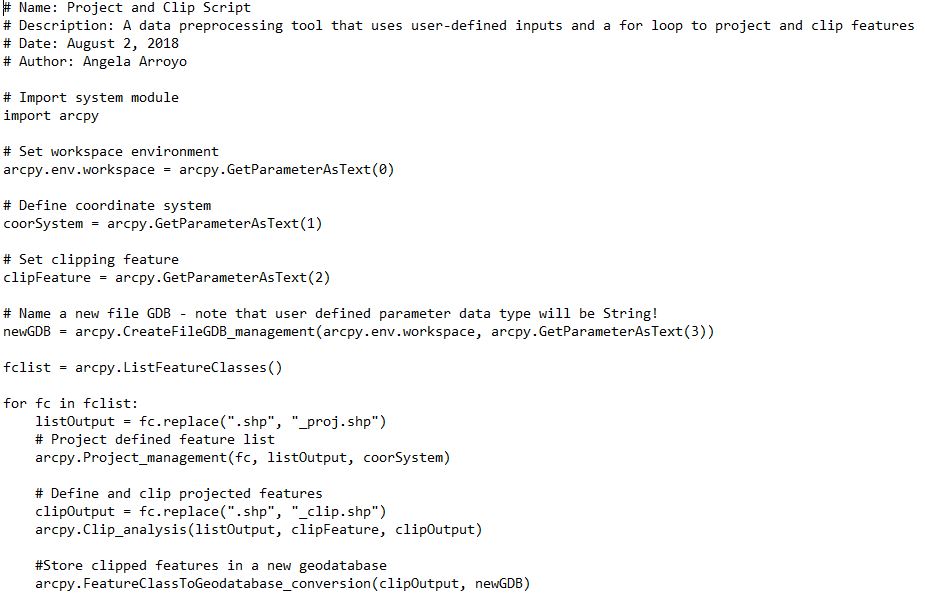 # Name: Project and Clip Script
# Description: A data preprocessing tool that uses user-defined inputs and a for loop to project and clip features
# Date: August 2, 2018
# Author: Angela Arroyo

# Import system module
import arcpy

# Set workspace environment
arcpy.env.workspace = arcpy.GetParameterAsText(0)

# Define coordinate system
coorSystem = arcpy.GetParameterAsText(1)

# Set clipping feature
clipFeature = arcpy.GetParameterAsText(2)

# Name a new file GDB - note that user defined parameter data type will be String!
newGDB = arcpy.CreateFileGDB_management(arcpy.env.workspace, arcpy.GetParameterAsText(3))

fclist = arcpy.ListFeatureClasses()

for fc in fclist:
    listOutput = fc.replace(".shp", "_proj.shp")
    # Project defined feature list
    arcpy.Project_management(fc, listOutput, coorSystem)

    # Define and clip projected features
    clipOutput = fc.replace(".shp", "_clip.shp")
    arcpy.Clip_analysis(listOutput, clipFeature, clipOutput)

    #Store clipped features in a new geodatabase
    arcpy.FeatureClassToGeodatabase_conversion(clipOutput, newGDB)